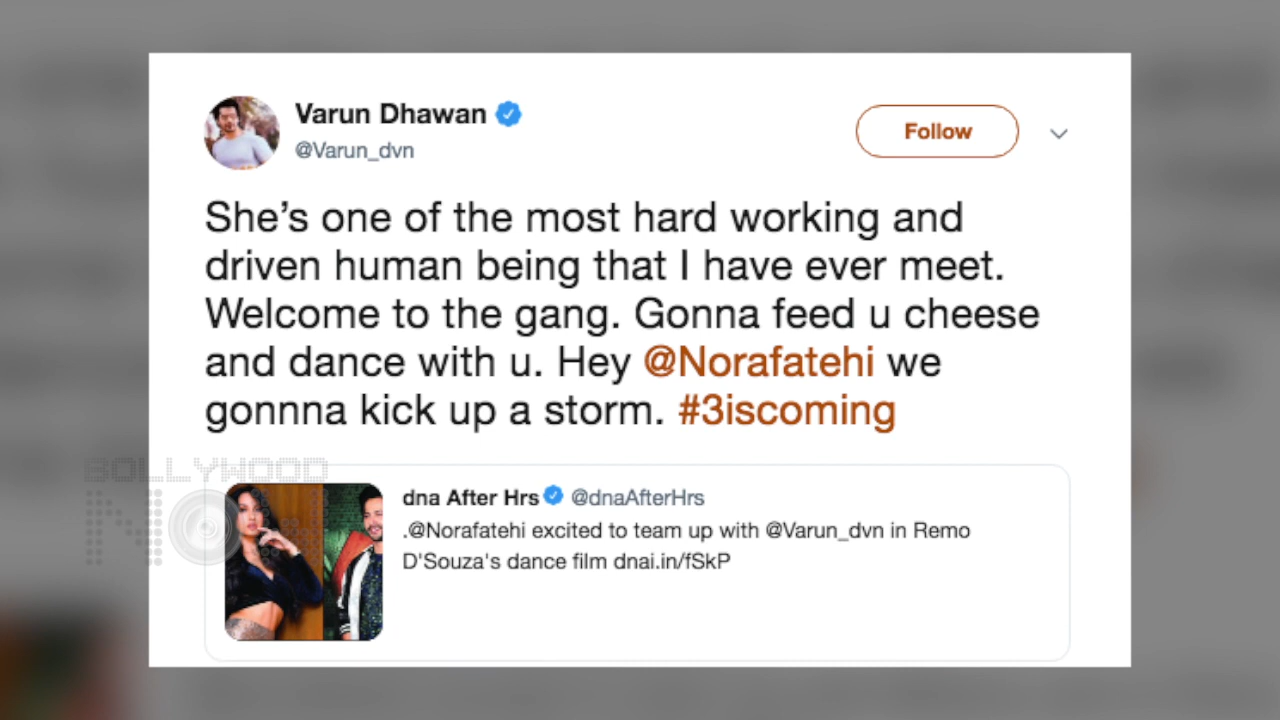 Varun Dhawan
Follow
@Varun_dvn
She’s one of the most hard working and
driven human being that I have ever meet.
Welcome to the gang. Gonna feed u cheese
and dance with u. Hey @Norafatehi we
gonnna kick up a storm. #3iscoming
BOLLYWOOD
NO
dna After Hrs @dnaAfterHrs
.@Norafatehi excited to team up with @Varun_dvn in Remo
D'Souza's dance film dnai.in/fSkP